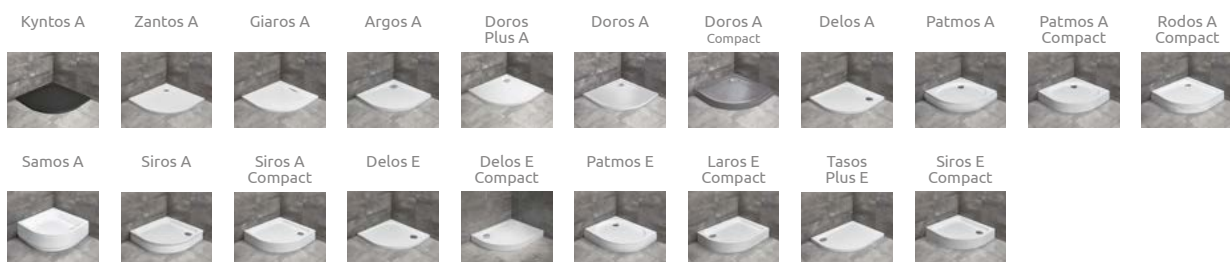 Kyntos A
Zantos A
Giaros A
Argos A
Doros
Plus A
Doros A
Doros A
Compact
Delos A
Patmos A
Patmos A
Compact
Rodos A
Compact
Samos A
Siros A
Siros A
Compact
Delos E
Delos E
Compact
Patmos E
Laros E
Compact
Tasos
Plus E
Siros E
Compact